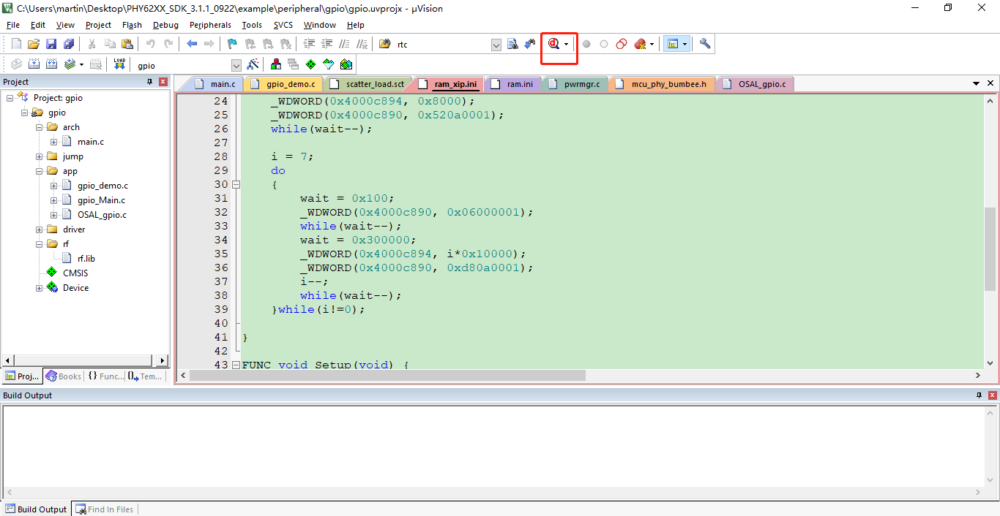 C:\Users\martin\Desktop\PHY62XX_SDK_3.1.1_0922\example\peripheral\gpio\gpio.uvprojx - µVision
File Edit View Project Flash Debug Peripherals Tools SVCS Window Help
rtc
LOAD gpio
Project
main.c gpio_demo.c scatter_load.sct ram_xip.ini ram.ini pwrmgr.c mcu_phy_bumbee.h OSAL_gpio.c
Project: gpio
gpio
arch
main.c
jump
app
gpio_demo.c
gpio_Main.c
OSAL_gpio.c
driver
rf
rf.lib
CMSIS
Device
24 _WDWORD(0x4000c894, 0x8000);
25 _WDWORD(0x4000c890, 0x520a0001);
26 while(wait--);
27
28 i = 7;
29 do
30 {
31 wait = 0x100;
32 _WDWORD(0x4000c890, 0x06000001);
33 while(wait--);
34 wait = 0x300000;
35 _WDWORD(0x4000c894, i*0x10000);
36 _WDWORD(0x4000c890, 0xd80a0001);
37 i--;
38 while(wait--);
39 }while(i!=0);
40
41 }
42
43 FUNC void Setup(void) {
Proj... Books {} Func... Tem...
Build Output
Build Output Find In Files